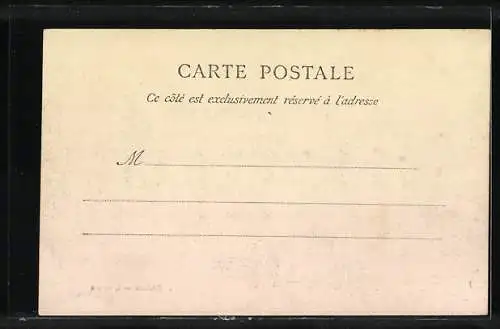 CARTE POSTALE
Ce côté est exclusivement réservé à l'adresse
M